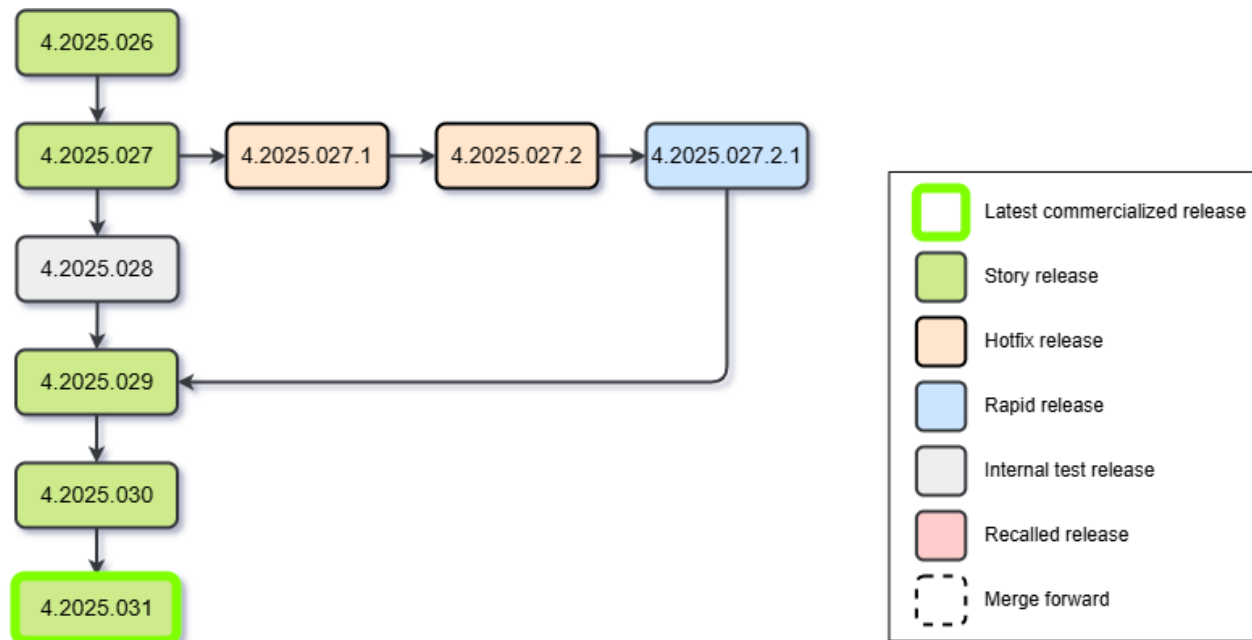 4.2025.026
4.2025.027
4.2025.027.1
4.2025.027.2
4.2025.027.2.1
4.2025.028
4.2025.029
4.2025.030
4.2025.031
Latest commercialized release
Story release
Hotfix release
Rapid release
Internal test release
Recalled release
Merge forward